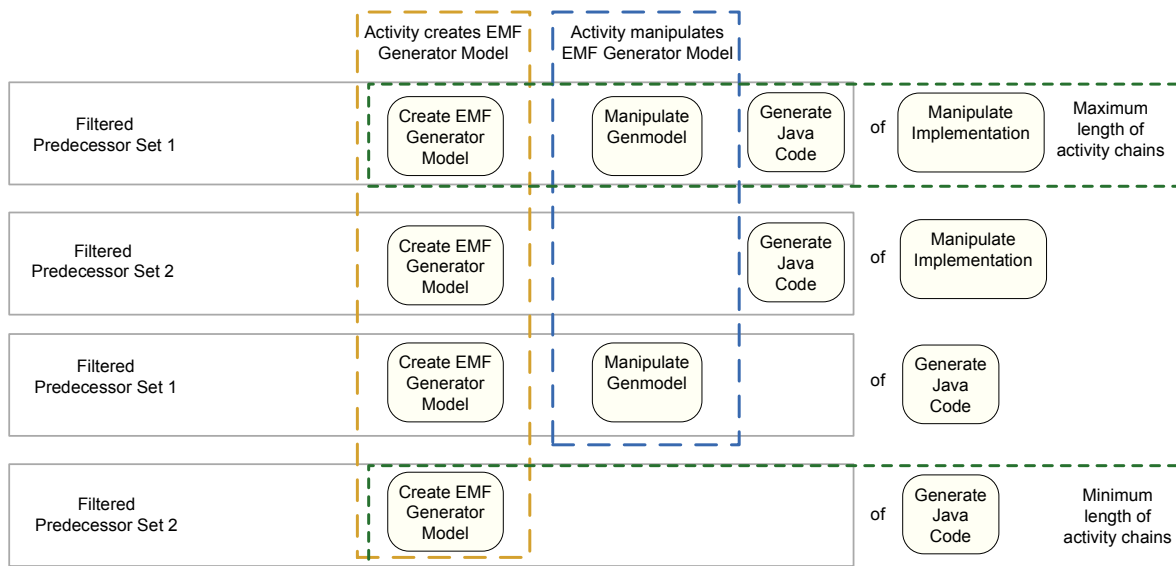 Activity creates EMF
Generator Model
Activity manipulates
EMF Generator Model
Filtered
Predecessor Set 1
Create EMF
Generator
Model
Manipulate
Genmodel
Generate
Java
Code
of
Manipulate
Implementation
Maximum
length of
activity chains
Filtered
Predecessor Set 2
Create EMF
Generator
Model
Generate
Java
Code
of
Manipulate
Implementation
Filtered
Predecessor Set 1
Create EMF
Generator
Model
Manipulate
Genmodel
of
Generate
Java
Code
Filtered
Predecessor Set 2
Create EMF
Generator
Model
of
Generate
Java
Code
Minimum
length of
activity chains